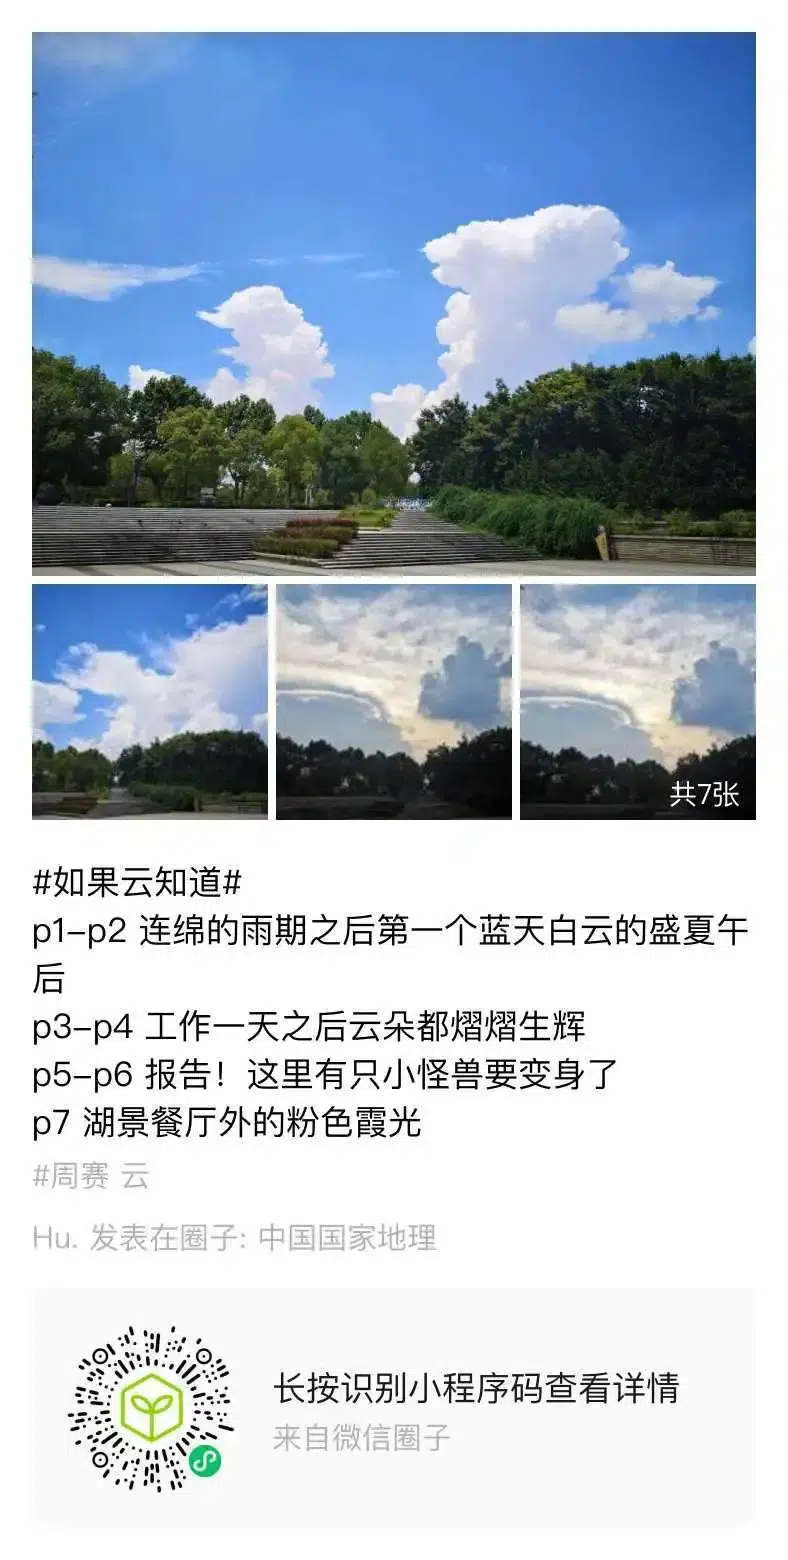 共7张
#如果云知道#
p1-p2 连绵的雨期之后第一个蓝天白云的盛夏午
后
p3-p4 工作一天之后云朵都熠熠生辉
p5-p6 报告！这里有只小怪兽要变身了
p7 湖景餐厅外的粉色霞光
#周赛 云
Hu. 发表在圈子: 中国国家地理
长按识别小程序码查看详情
来自微信圈子